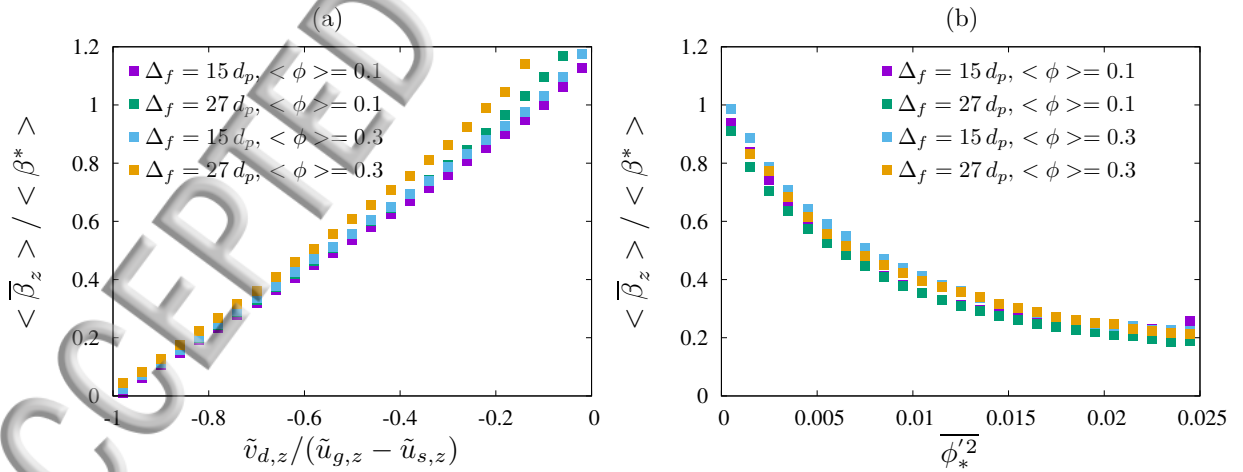 (a)
< β̅_z > / < β* >
1.2
1
0.8
0.6
0.4
0.2
0
Δ_f = 15 d_p, < ϕ >= 0.1
Δ_f = 27 d_p, < ϕ >= 0.1
Δ_f = 15 d_p, < ϕ >= 0.3
Δ_f = 27 d_p, < ϕ >= 0.3
-1 -0.8 -0.6 -0.4 -0.2 0
ṽ_{d,z}/(ũ_{g,z} − ũ_{s,z})
(b)
< β̅_z > / < β* >
1.2
1
0.8
0.6
0.4
0.2
0
Δ_f = 15 d_p, < ϕ >= 0.1
Δ_f = 27 d_p, < ϕ >= 0.1
Δ_f = 15 d_p, < ϕ >= 0.3
Δ_f = 27 d_p, < ϕ >= 0.3
0 0.005 0.01 0.015 0.02 0.025
\overline{ϕ_*^{'2}}
CCEPTED